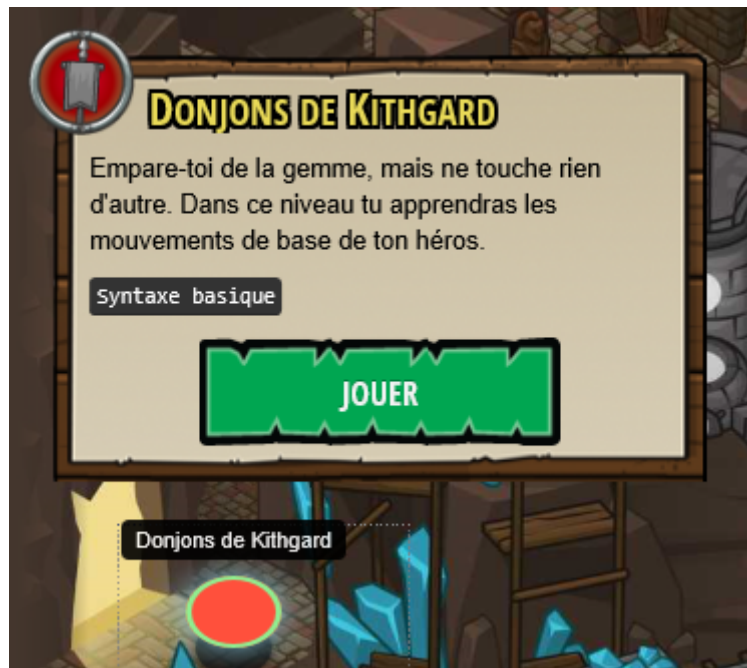 Donjons de Kithgard
Empare-toi de la gemme, mais ne touche rien
d'autre. Dans ce niveau tu apprendras les
mouvements de base de ton héros.
Syntaxe basique
JOUER
Donjons de Kithgard